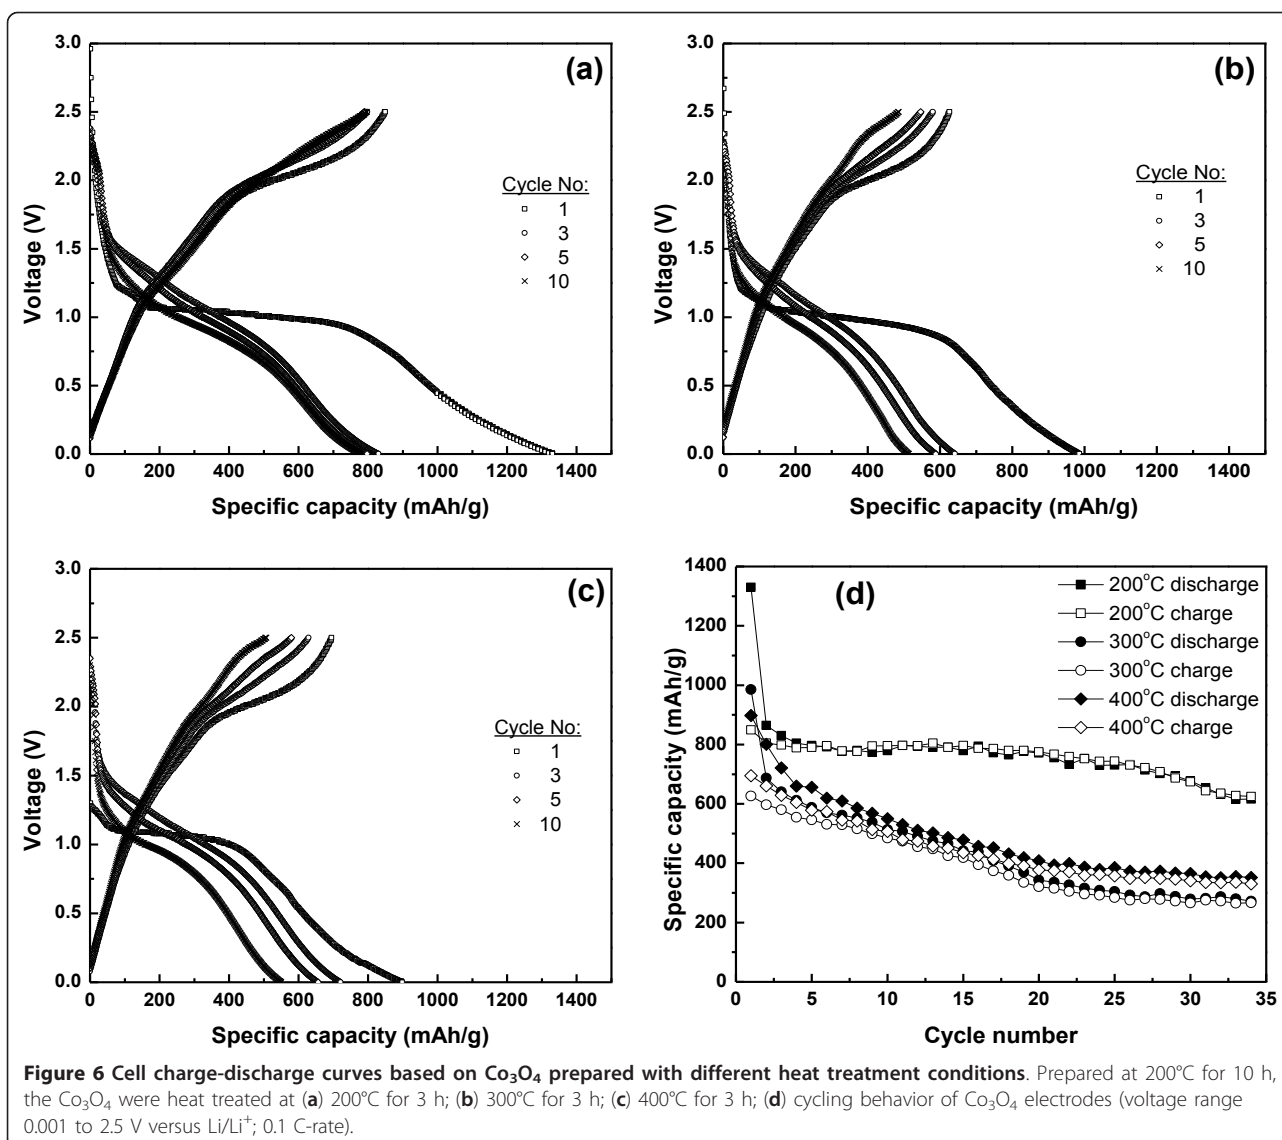 (a)
3.0
2.5
2.0
1.5
1.0
0.5
0.0
Voltage (V)
Cycle No:
1
3
5
10
0 200 400 600 800 1000 1200 1400
Specific capacity (mAh/g)
(b)
3.0
2.5
2.0
1.5
1.0
0.5
0.0
Voltage (V)
Cycle No:
1
3
5
10
0 200 400 600 800 1000 1200 1400
Specific capacity (mAh/g)
(c)
3.0
2.5
2.0
1.5
1.0
0.5
0.0
Voltage (V)
Cycle No:
1
3
5
10
0 200 400 600 800 1000 1200 1400
Specific capacity (mAh/g)
(d)
1400
1200
1000
800
600
400
200
0
Specific capacity (mAh/g)
200°C discharge
200°C charge
300°C discharge
300°C charge
400°C discharge
400°C charge
0 5 10 15 20 25 30 35
Cycle number
Figure 6 Cell charge-discharge curves based on Co₃O₄ prepared with different heat treatment conditions. Prepared at 200°C for 10 h,
the Co₃O₄ were heat treated at (a) 200°C for 3 h; (b) 300°C for 3 h; (c) 400°C for 3 h; (d) cycling behavior of Co₃O₄ electrodes (voltage range
0.001 to 2.5 V versus Li/Li⁺; 0.1 C-rate).